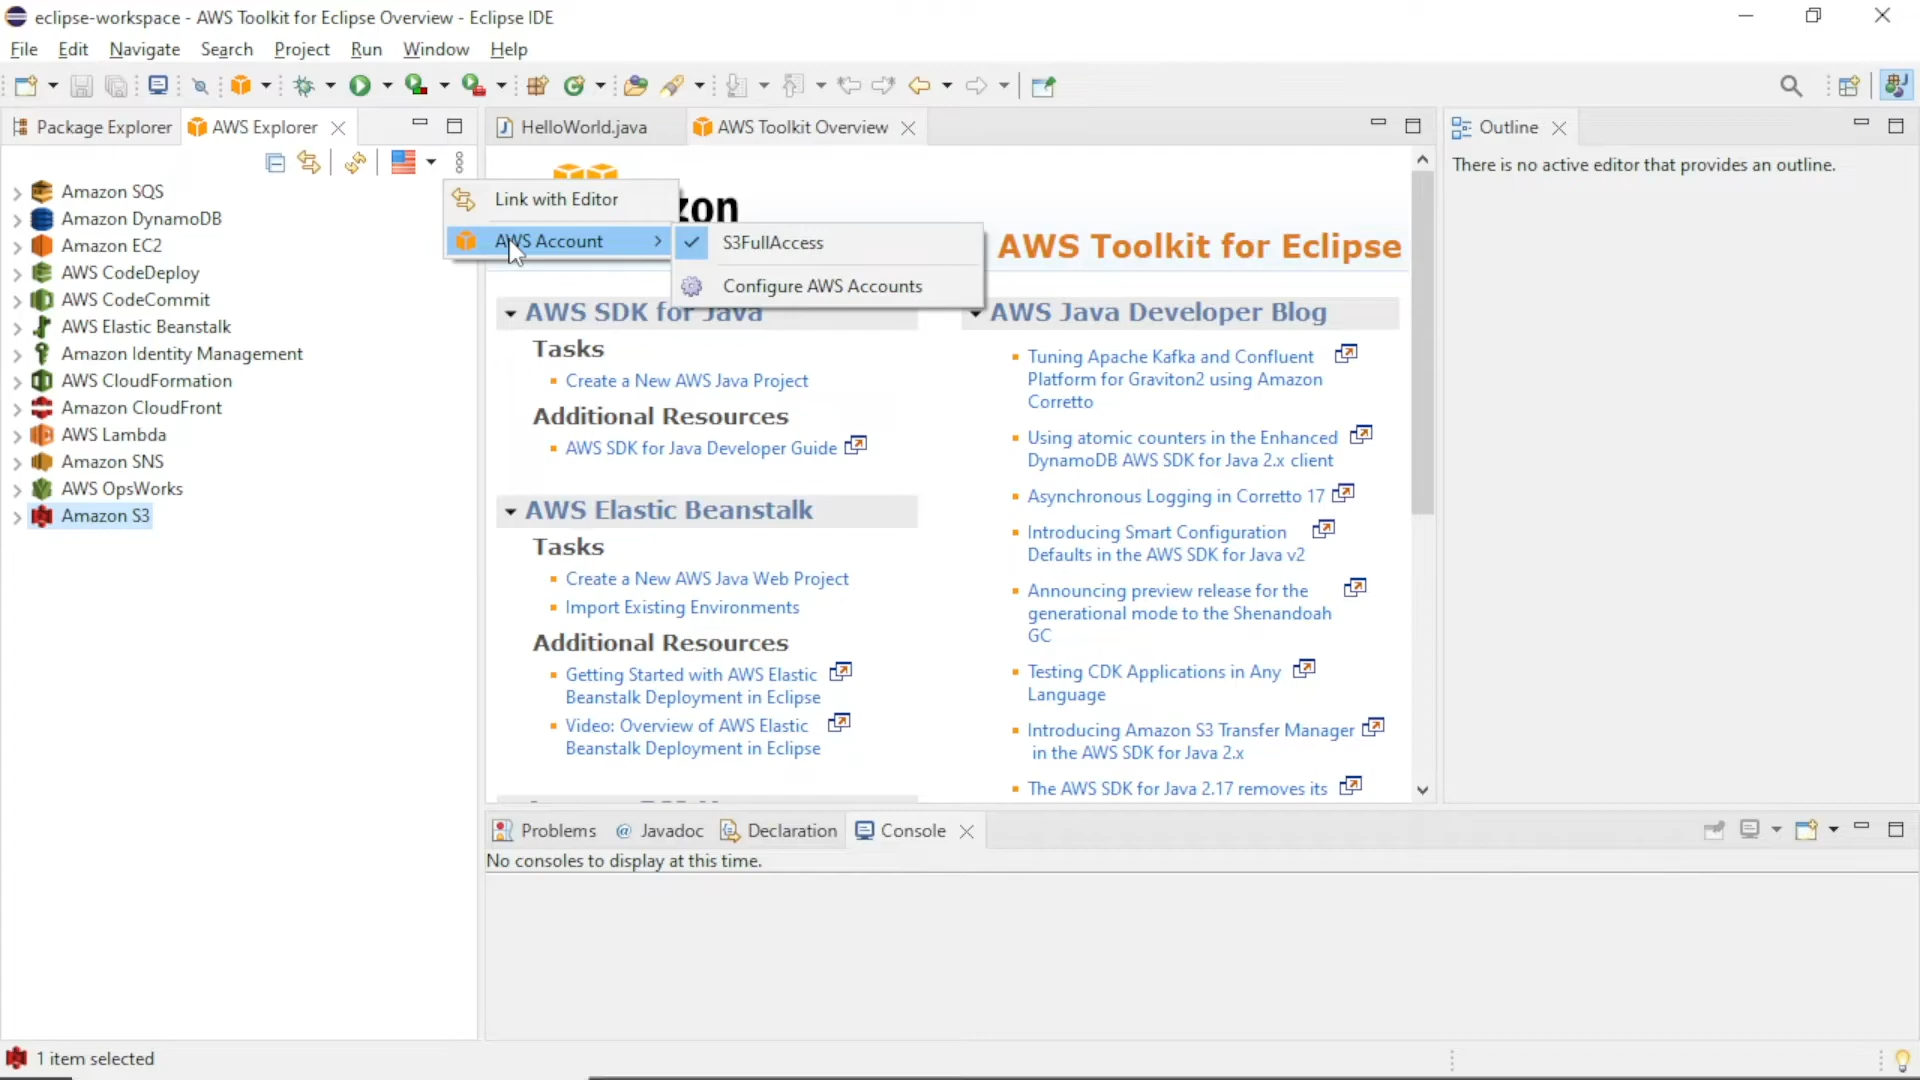 eclipse-workspace - AWS Toolkit for Eclipse Overview - Eclipse IDE
File Edit Navigate Search Project Run Window Help
Package Explorer AWS Explorer
Amazon SQS
Amazon DynamoDB
Amazon EC2
AWS CodeDeploy
AWS CodeCommit
AWS Elastic Beanstalk
Amazon Identity Management
AWS CloudFormation
Amazon CloudFront
AWS Lambda
Amazon SNS
AWS OpsWorks
Amazon S3
Link with Editor
AWS Account
S3FullAccess
Configure AWS Accounts
HelloWorld.java AWS Toolkit Overview
zon
AWS Toolkit for Eclipse
AWS SDK for Java
Tasks
Create a New AWS Java Project
Additional Resources
AWS SDK for Java Developer Guide
AWS Elastic Beanstalk
Tasks
Create a New AWS Java Web Project
Import Existing Environments
Additional Resources
Getting Started with AWS Elastic
Beanstalk Deployment in Eclipse
Video: Overview of AWS Elastic
Beanstalk Deployment in Eclipse
AWS Java Developer Blog
Tuning Apache Kafka and Confluent
Platform for Graviton2 using Amazon
Corretto
Using atomic counters in the Enhanced
DynamoDB AWS SDK for Java 2.x client
Asynchronous Logging in Corretto 17
Introducing Smart Configuration
Defaults in the AWS SDK for Java v2
Announcing preview release for the
generational mode to the Shenandoah
GC
Testing CDK Applications in Any
Language
Introducing Amazon S3 Transfer Manager
in the AWS SDK for Java 2.x
The AWS SDK for Java 2.17 removes its
Outline
There is no active editor that provides an outline.
Problems Javadoc Declaration Console
No consoles to display at this time.
1 item selected